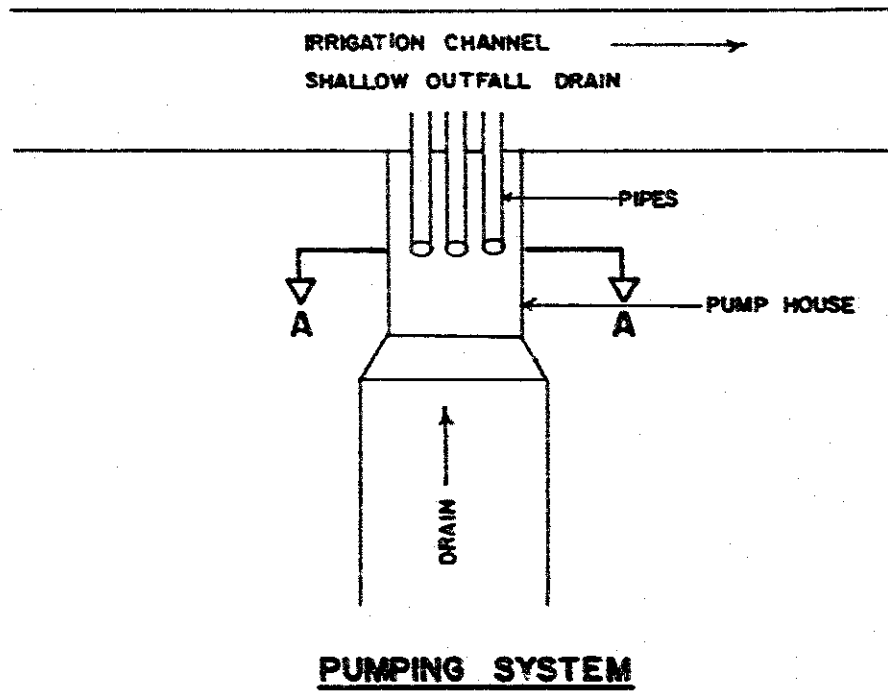 IRRIGATION CHANNEL
SHALLOW OUTFALL DRAIN
PIPES
A
A
PUMP HOUSE
DRAIN
PUMPING SYSTEM